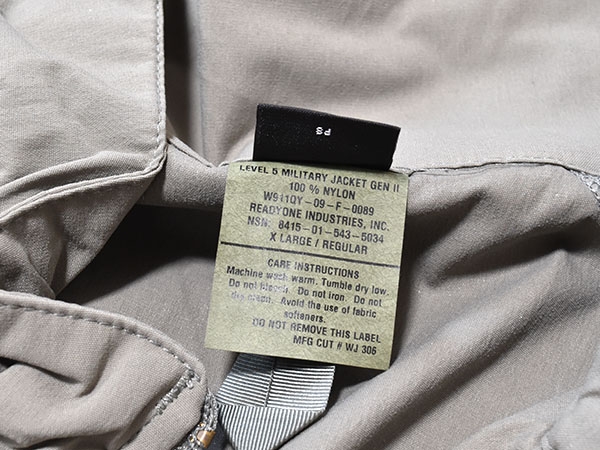 PS
LEVEL 5 MILITARY JACKET GEN II
100 % NYLON
W911QY-09-F-0089
READYONE INDUSTRIES, INC.
NSN: 8415-01-543-5034
X LARGE / REGULAR
CARE INSTRUCTIONS
Machine wash warm. Tumble dry low.
Do not bleach. Do not iron. Do not
dry clean. Avoid the use of fabric
softeners.
DO NOT REMOVE THIS LABEL
MFG CUT # WJ 306